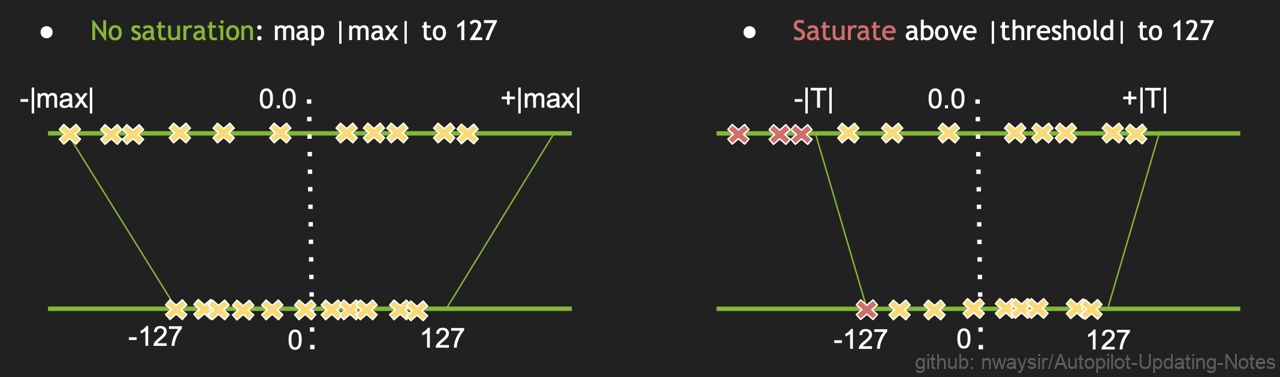 ● No saturation: map |max| to 127
-|max| 0.0 +|max|
-127 0 127
● Saturate above |threshold| to 127
-|T| 0.0 +|T|
-127 0 127
github: nwaysir/Autopilot-Updating-Notes